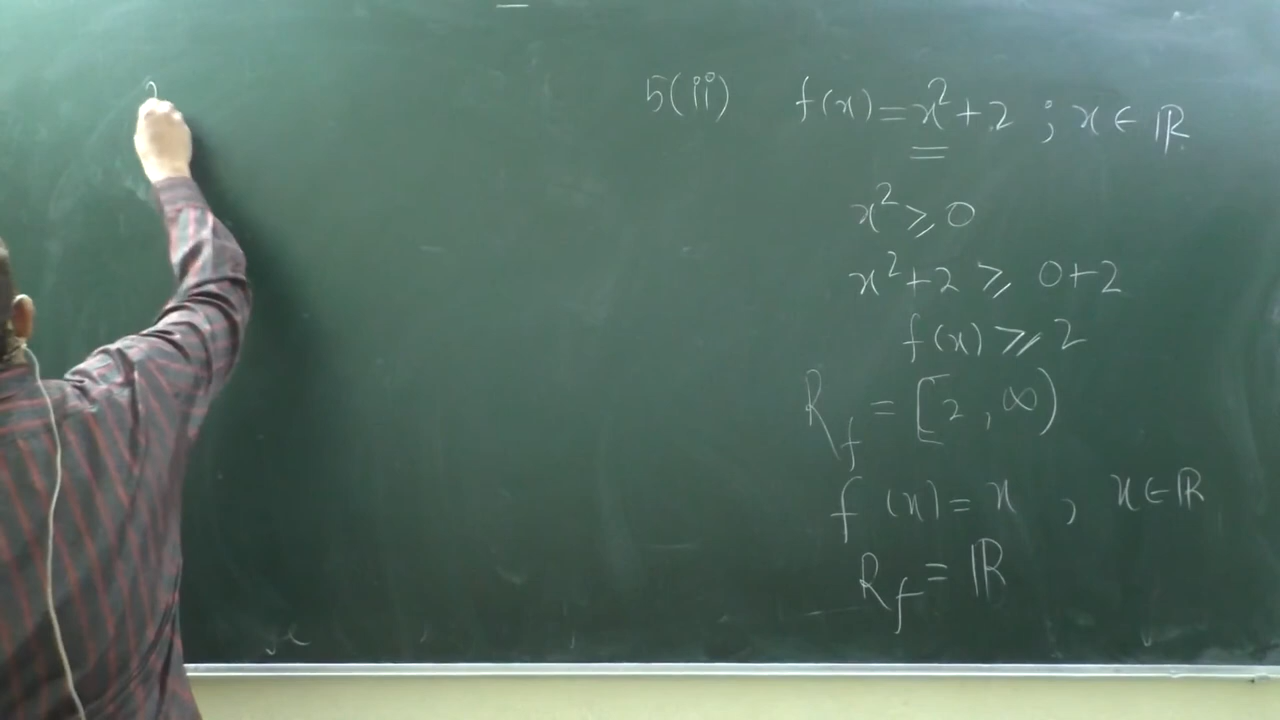 5(ii) f(x) = x² + 2 ; x ∈ ℝ
x² ⩾ 0
x² + 2 ⩾ 0 + 2
f(x) ⩾ 2
R_f = [2, ∞)
f(x) = x , x ∈ ℝ
R_f = ℝ